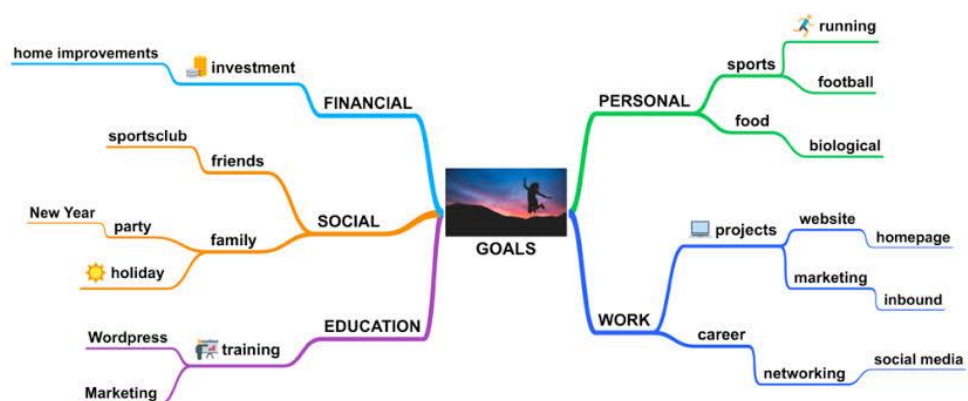 home improvements
investment
FINANCIAL
sportsclub
friends
SOCIAL
New Year
party
family
holiday
EDUCATION
Wordpress
training
Marketing
GOALS
running
sports
PERSONAL
football
food
biological
website
projects
homepage
marketing
inbound
WORK
career
social media
networking